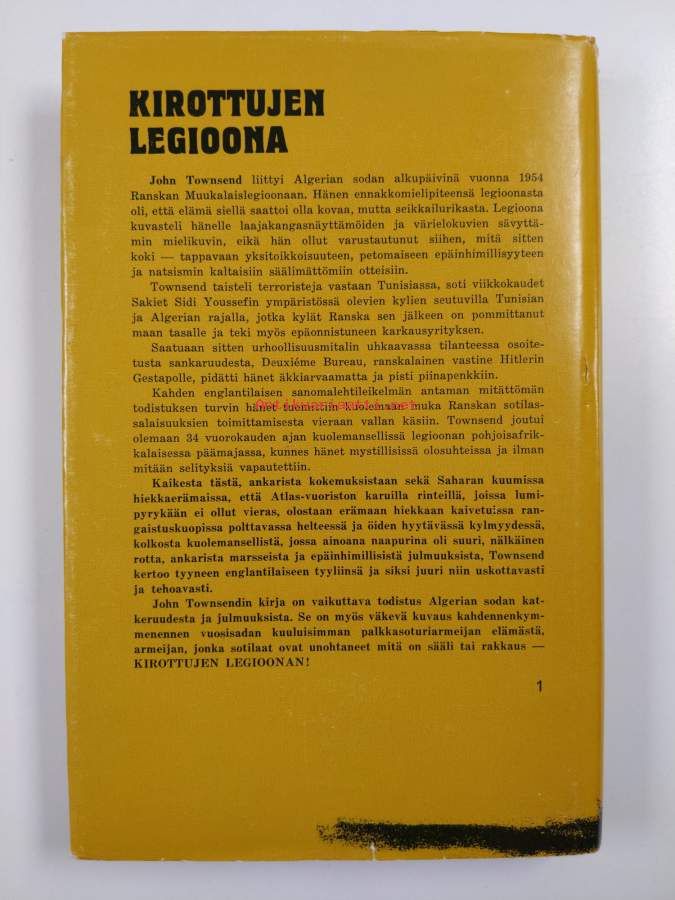 KIROTTUJEN
LEGIOONA
John Townsend liittyi Algerian sodan alkupäivinä vuonna 1954
Ranskan Muukalaislegioonaan. Hänen ennakkomielipiteensä legioonasta
oli, että elämä siellä saattoi olla kovaa, mutta seikkailurikasta. Legioona
kuvasteli hänelle laajakangasnäyttämöiden ja värielokuvien sävyttä-
min mielikuvin, eikä hän ollut varustautunut siihen, mitä sitten
koki — tappavaan yksitoikkoisuuteen, petomaiseen epäinhimillisyyteen
ja natsismin kaltaisiin säälimättömiin otteisiin.
Townsend taisteli terroristeja vastaan Tunisiassa, soti viikkokaudet
Sakiet Sidi Youssefin ympäristössä olevien kylien seutuvilla Tunisian
ja Algerian rajalla, jotka kylät Ranska sen jälkeen on pommittanut
maan tasalle ja teki myös epäonnistuneen karkausyrityksen.
Saatuaan sitten urhoollisuusmitalin uhkaavassa tilanteessa osoite-
tusta sankaruudesta, Deuxiéme Bureau, ranskalainen vastine Hitlerin
Gestapolle, pidätti hänet äkkiarvaamatta ja pisti piinapenkkiin.
Kahden englantilaisen sanomalehtileikelmän antaman mitättömän
todistuksen turvin hänet tuomittiin kuolemaan muka Ranskan sotilas-
Antikvariaatti.net
salaisuuksien toimittamisesta vieraan vallan käsiin. Townsend joutui
olemaan 34 vuorokauden ajan kuolemansellissä legioonan pohjoisafrik-
kalaisessa päämajassa, kunnes hänet mystillisissä olosuhteissa ja ilman
mitään selityksiä vapautettiin.
Kaikesta tästä, ankarista kokemuksistaan sekä Saharan kuumissa
hiekkaerämaissa, että Atlas-vuoriston karuilla rinteillä, joissa lumi-
pyrykään ei ollut vieras, olostaan erämaan hiekkaan kaivetuissa ran-
gaistuskuopissa polttavassa helteessä ja öiden hyytävässä kylmyydessä,
kolkosta kuolemansellistä, jossa ainoana naapurina oli suuri, nälkäinen
rotta, ankarista marsseista ja epäinhimillisistä julmuuksista, Townsend
kertoo tyyneen englantilaiseen tyyliinsä ja siksi juuri niin uskottavasti
ja tehoavasti.
John Townsendin kirja on vaikuttava todistus Algerian sodan kat-
keruudesta ja julmuuksista. Se on myös väkevä kuvaus kahdennenkym-
menennen vuosisadan kuuluisimman palkkasoturiarmeijan elämästä,
armeijan, jonka sotilaat ovat unohtaneet mitä on sääli tai rakkaus —
KIROTTUJEN LEGIOONAN!
1